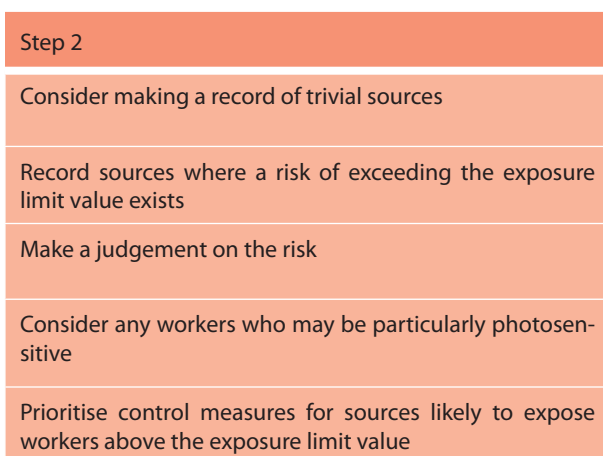 Step 2
Consider making a record of trivial sources
Record sources where a risk of exceeding the exposure
limit value exists
Make a judgement on the risk
Consider any workers who may be particularly photosen-
sitive
Prioritise control measures for sources likely to expose
workers above the exposure limit value